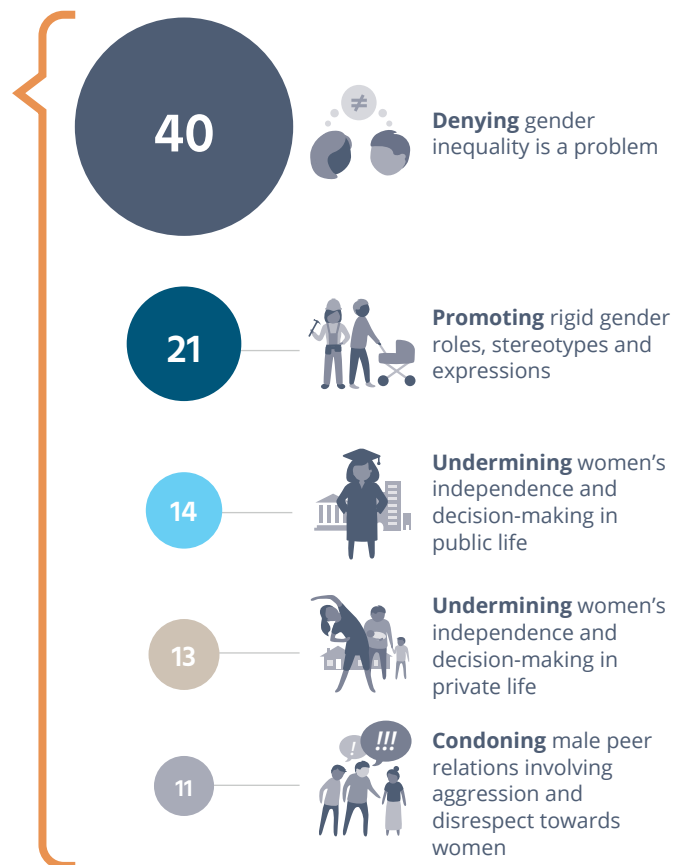 40
≠
Denying gender
inequality is a problem
21
Promoting rigid gender
roles, stereotypes and
expressions
14
Undermining women's
independence and
decision-making in
public life
13
Undermining women's
independence and
decision-making in
private life
11
! !!!
Condoning male peer
relations involving
aggression and
disrespect towards
women